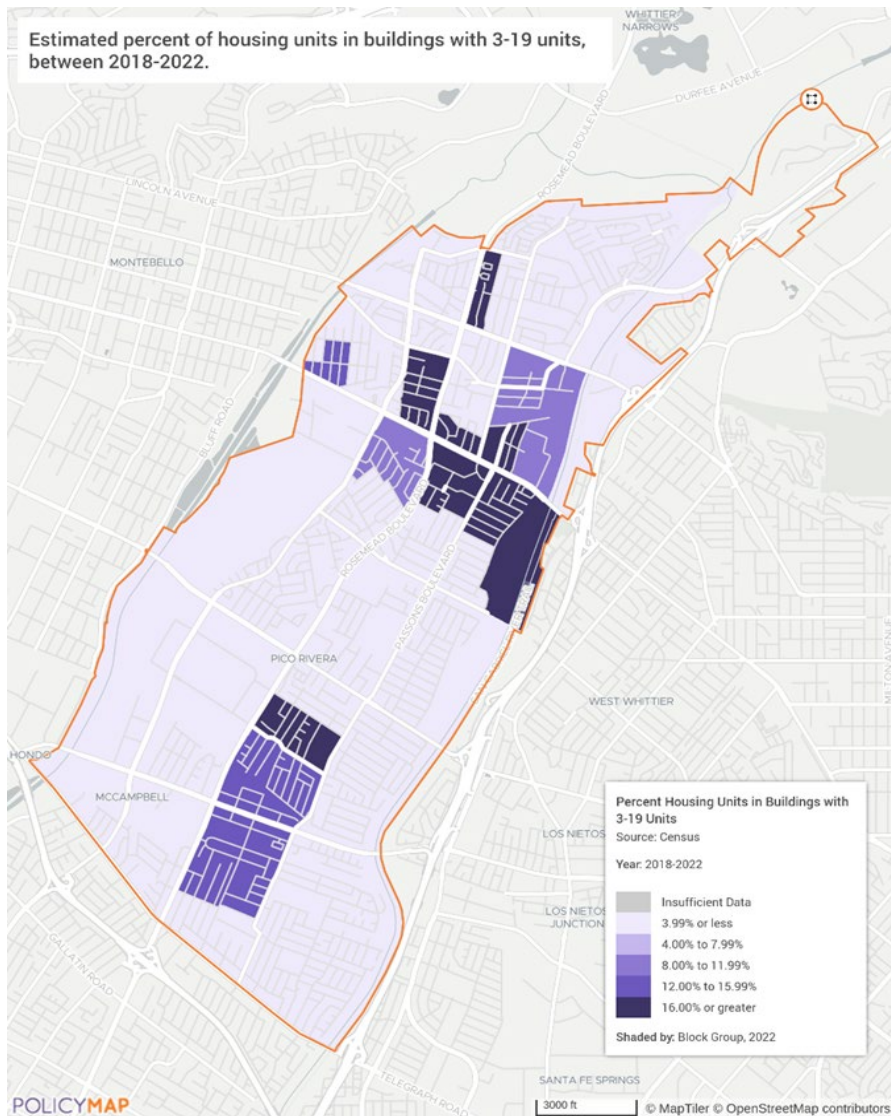 Estimated percent of housing units in buildings with 3-19 units,
between 2018-2022.
WHITTIER
NARROWS
DURFEE AVENUE
ROSEMEAD BOULEVARD
LINCOLN AVENUE
MONTEBELLO
BLUFF ROAD
ROSEMEAD BOULEVARD
PASSONS BOULEVARD
PICO RIVERA
WEST WHITTIER
HONDO
MCCAMPBELL
LOS NIETOS
LOS NIETOS
JUNCTION
GALLATIN ROAD
TELEGRAPH ROAD
SANTA FE SPRINGS
Percent Housing Units in Buildings with
3-19 Units
Source: Census
Year: 2018-2022
Insufficient Data
3.99% or less
4.00% to 7.99%
8.00% to 11.99%
12.00% to 15.99%
16.00% or greater
Shaded by: Block Group, 2022
POLICYMAP
3000 ft
© MapTiler © OpenStreetMap contributors